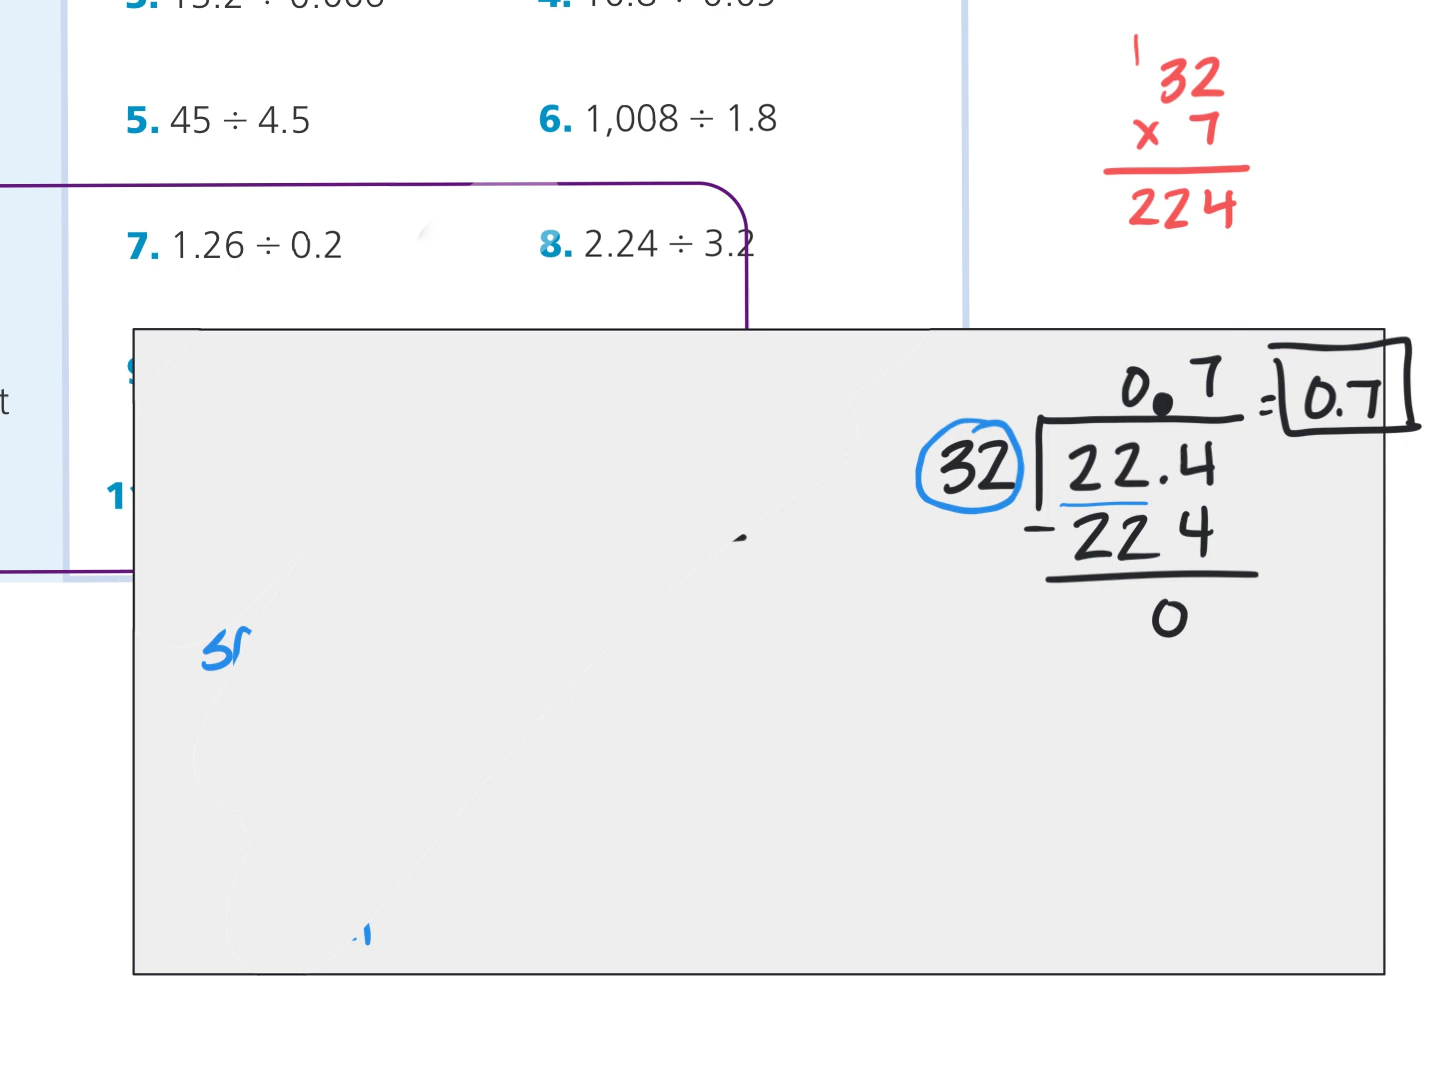 5. 45 ÷ 4.5
6. 1,008 ÷ 1.8
7. 1.26 ÷ 0.2
8. 2.24 ÷ 3.2
t
1 32
x 7
224
0.7 = 0.7
32 22.4
- 22 4
0